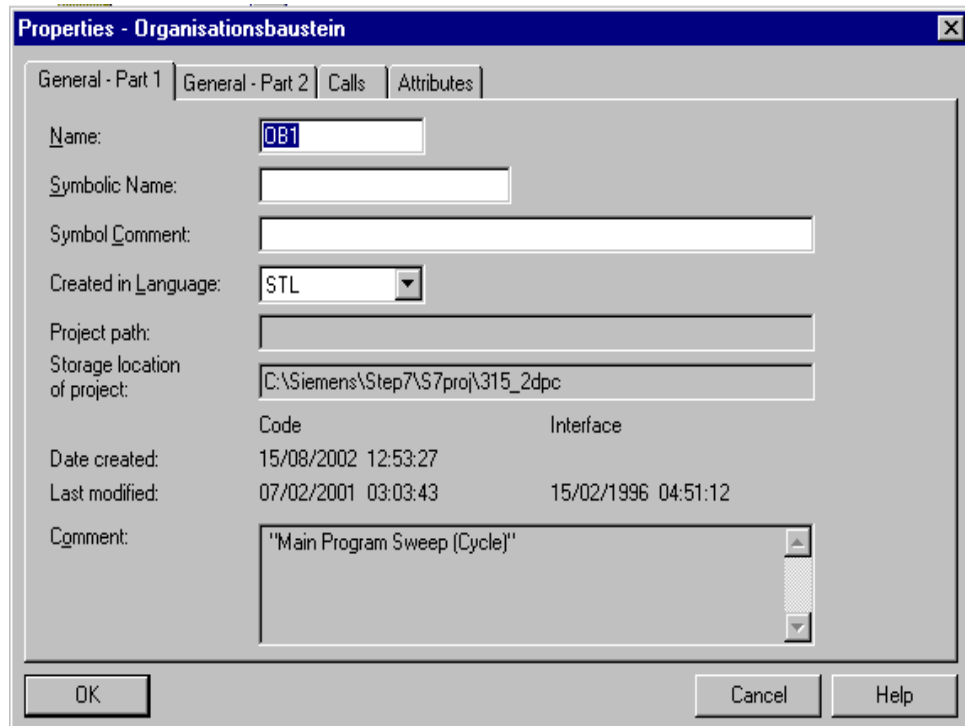 Properties - Organisationsbaustein
General - Part 1 General - Part 2 Calls Attributes
Name: OB1
Symbolic Name:
Symbol Comment:
Created in Language: STL
Project path:
Storage location
of project: C:\Siemens\Step7\S7proj\315_2dpc
Code Interface
Date created: 15/08/2002 12:53:27
Last modified: 07/02/2001 03:03:43 15/02/1996 04:51:12
Comment: "Main Program Sweep (Cycle)"
OK Cancel Help